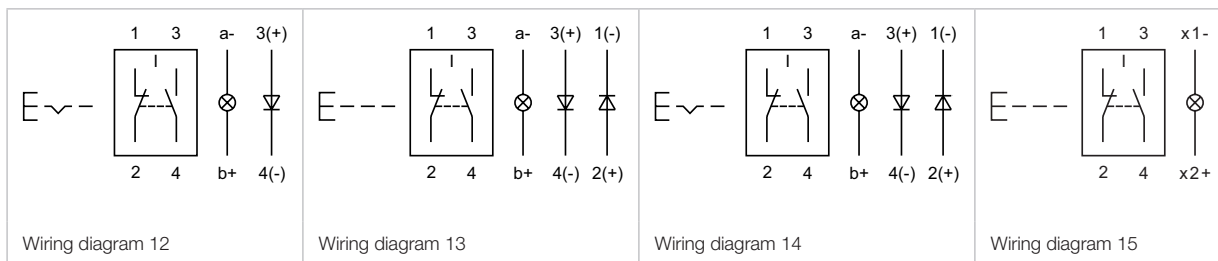 1 3 a- 3(+)
2 4 b+ 4(-)
Wiring diagram 12
1 3 a- 3(+) 1(-)
2 4 b+ 4(-) 2(+)
Wiring diagram 13
1 3 a- 3(+) 1(-)
2 4 b+ 4(-) 2(+)
Wiring diagram 14
1 3 x1-
2 4 x2+
Wiring diagram 15